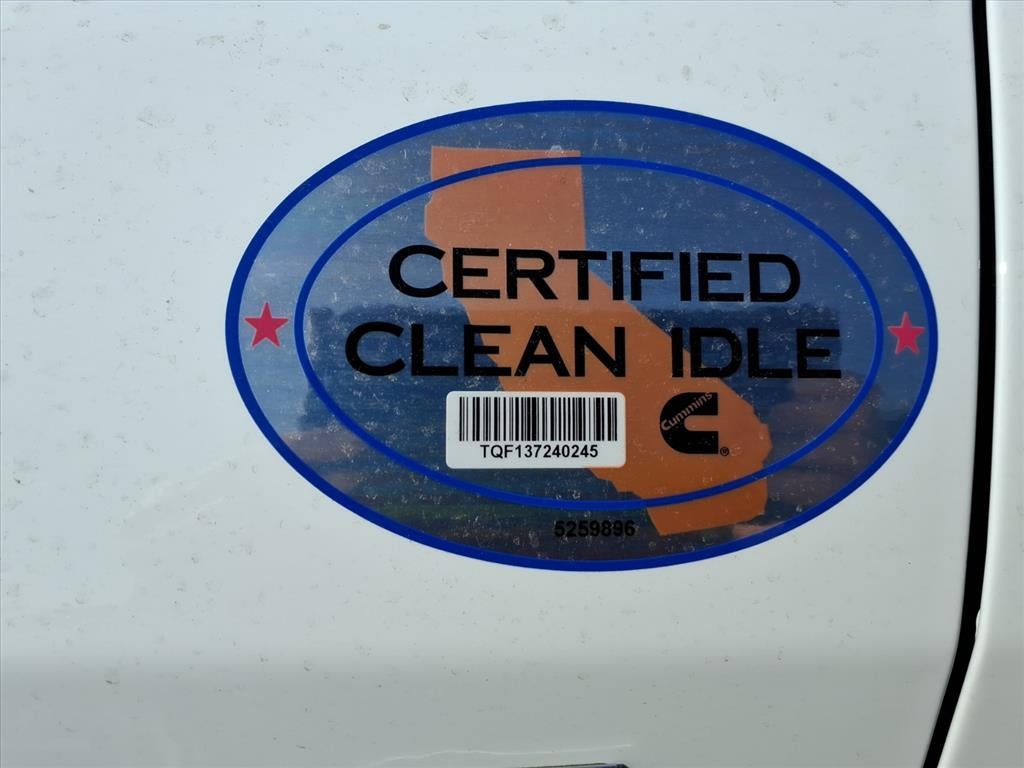 CERTIFIED
CLEAN IDLE
Cummins
®
TQF137240245
5259896